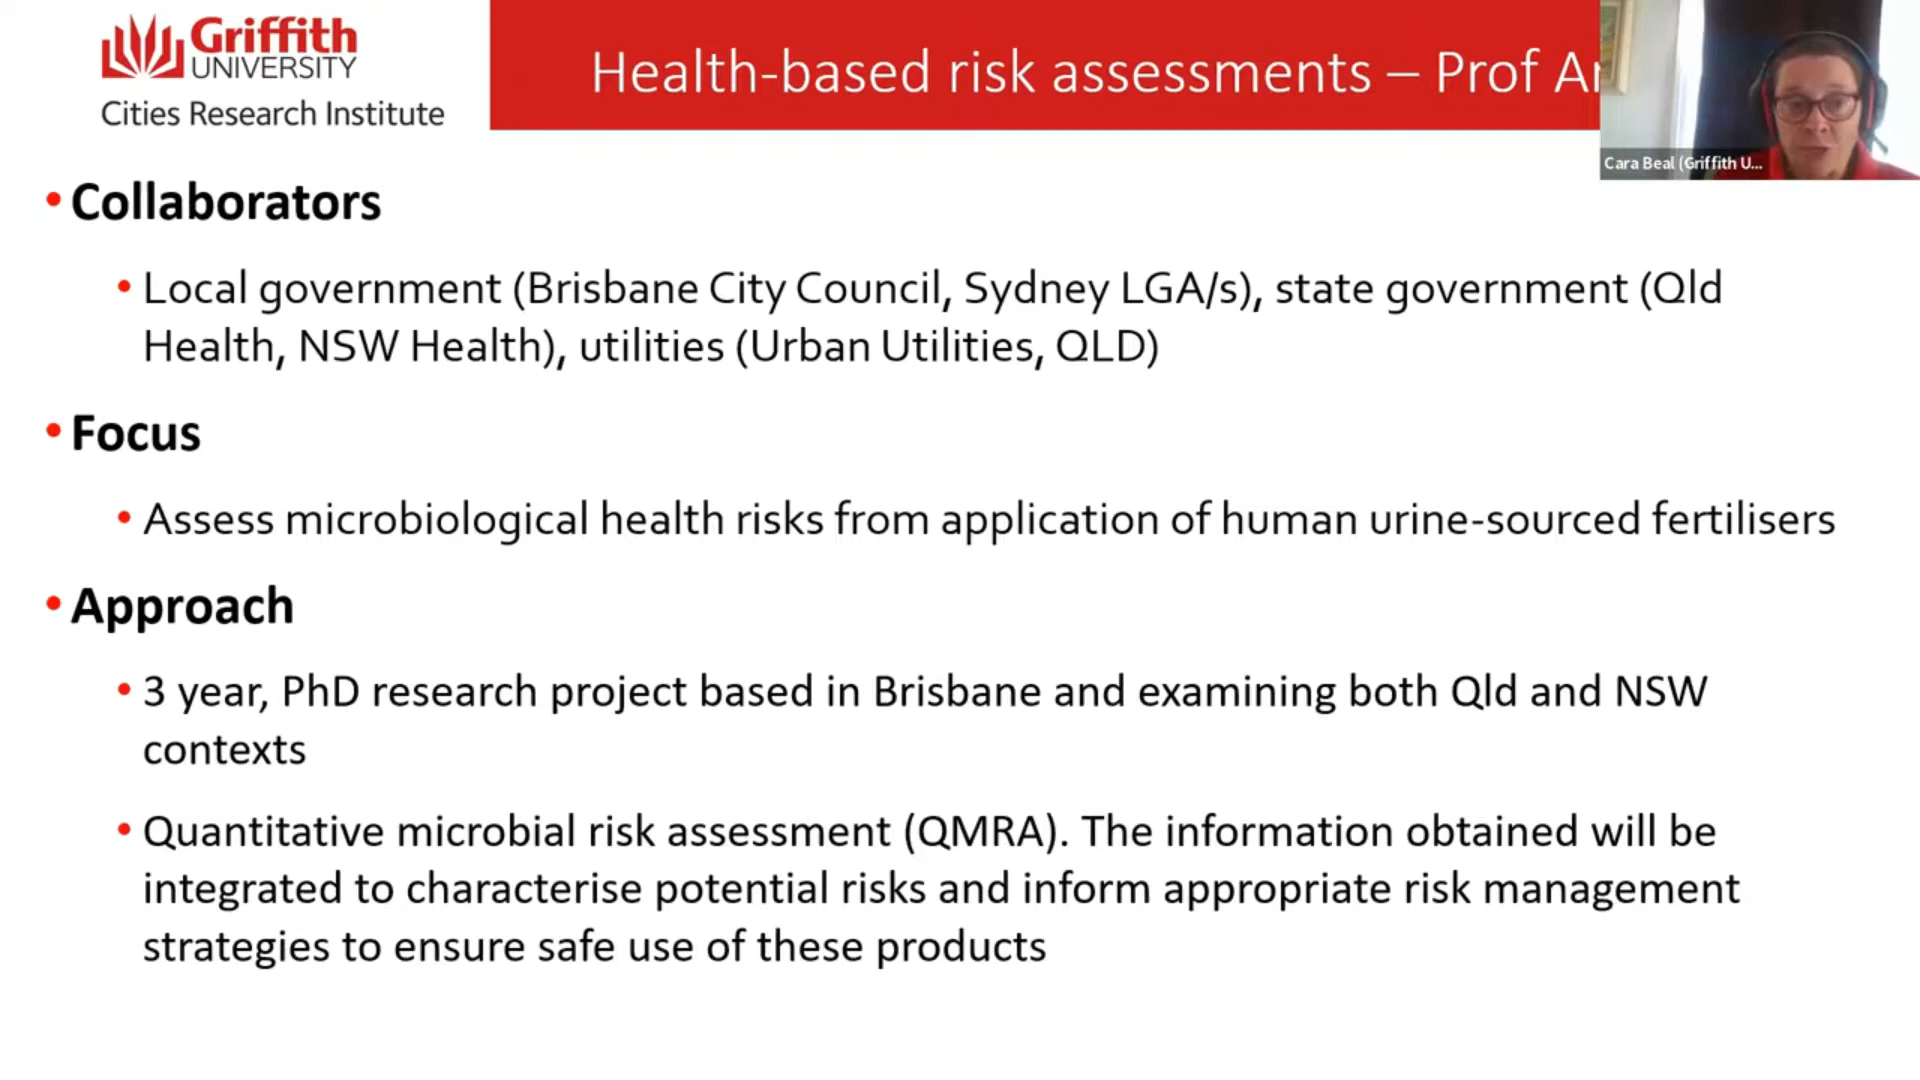 Griffith
UNIVERSITY
Cities Research Institute
Health-based risk assessments – Prof
Cara Beal (Griffith U...
• Collaborators
• Local government (Brisbane City Council, Sydney LGA/s), state government (Qld
Health, NSW Health), utilities (Urban Utilities, QLD)
• Focus
• Assess microbiological health risks from application of human urine-sourced fertilisers
• Approach
• 3 year, PhD research project based in Brisbane and examining both Qld and NSW
contexts
• Quantitative microbial risk assessment (QMRA). The information obtained will be
integrated to characterise potential risks and inform appropriate risk management
strategies to ensure safe use of these products